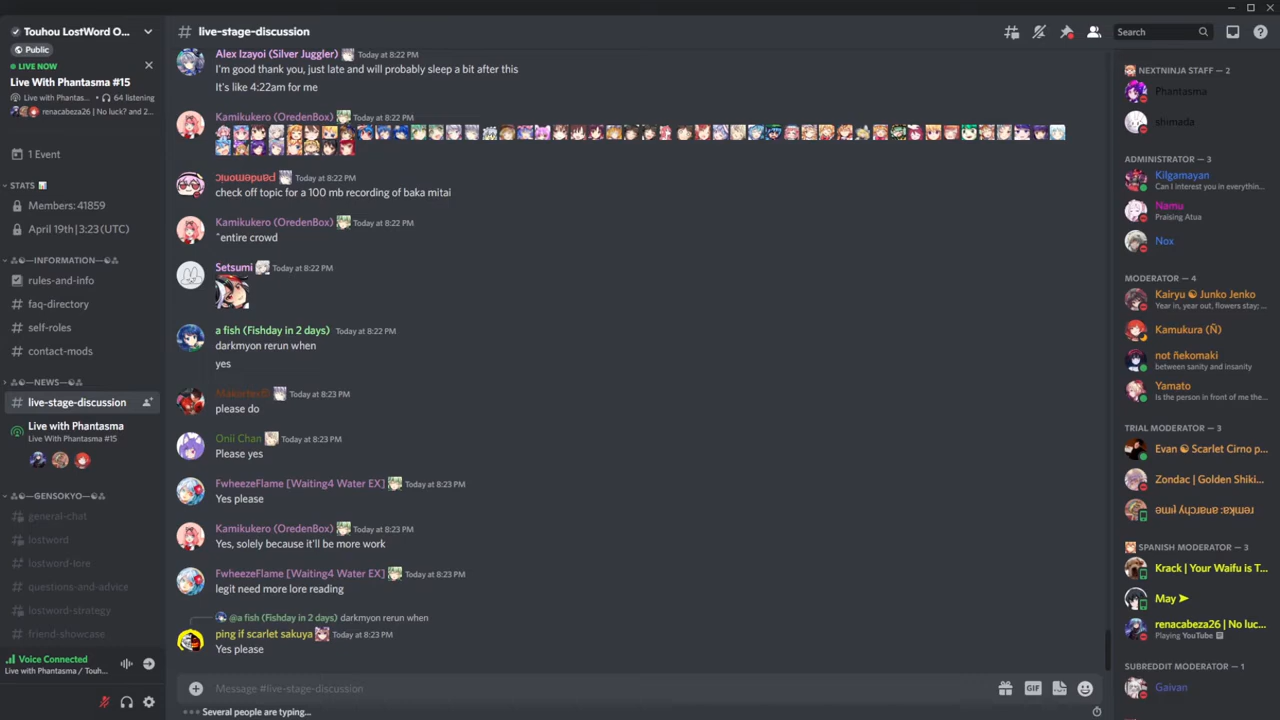 Touhou LostWord O...
Public
LIVE NOW
Live With Phantasma #15
Live with Phantas... 64 listening
renacabeza26 | No luck? and 2...
1 Event
STATS
Members: 41859
April 19th | 3:23 (UTC)
—INFORMATION—
rules-and-info
faq-directory
self-roles
contact-mods
—NEWS—
live-stage-discussion
Live with Phantasma
Live With Phantasma #15
—GENSOKYO—
general-chat
lostword
lostword-lore
questions-and-advice
lostword-strategy
friend-showcase
Voice Connected
Live with Phantasma / Touh...
live-stage-discussion
Search
Alex Izayoi (Silver Juggler) Today at 8:22 PM
I'm good thank you, just late and will probably sleep a bit after this
It's like 4:22am for me
Kamikukero (OredenBox) Today at 8:22 PM
Today at 8:22 PM
check off topic for a 100 mb recording of baka mitai
Kamikukero (OredenBox) Today at 8:22 PM
^entire crowd
Setsumi Today at 8:22 PM
a fish (Fishday in 2 days) Today at 8:22 PM
darkmyon rerun when
yes
Today at 8:23 PM
please do
Onii Chan Today at 8:23 PM
Please yes
FwheezeFlame [Waiting4 Water EX] Today at 8:23 PM
Yes please
Kamikukero (OredenBox) Today at 8:23 PM
Yes, solely because it'll be more work
FwheezeFlame [Waiting4 Water EX] Today at 8:23 PM
legit need more lore reading
@a fish (Fishday in 2 days) darkmyon rerun when
ping if scarlet sakuya Today at 8:23 PM
Yes please
Message #live-stage-discussion
GIF
Several people are typing...
NEXTNINJA STAFF — 2
Phantasma
shimada
ADMINISTRATOR — 3
Kilgamayan
Can I interest you in everythin...
Namu
Praising Atua
Nox
MODERATOR — 4
Kairyu ☯ Junko Jenko
Year in, year out, flowers stay; ...
Kamukura (Ñ)
not ñekomaki
between sanity and insanity
Yamato
Is the person in front of me the...
TRIAL MODERATOR — 3
Evan ☯ Scarlet Cirno p...
Zondac | Golden Shiki...
SPANISH MODERATOR — 3
Krack | Your Waifu is T...
May ➤
renacabeza26 | No luc...
Playing YouTube
SUBREDDIT MODERATOR — 1
Gaivan